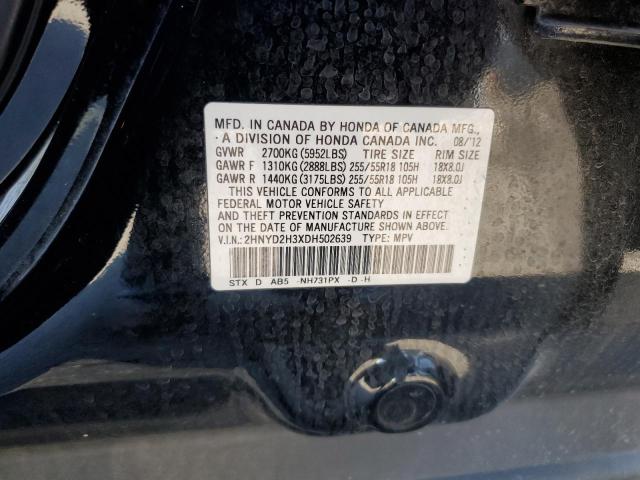 MFD. IN CANADA BY HONDA OF CANADA MFG.,
A DIVISION OF HONDA CANADA INC. 08/'12
GVWR 2700KG (5952LBS) TIRE SIZE RIM SIZE
GAWR F 1310KG (2888LBS) 255/55R18 105H 18X8.0J
GAWR R 1440KG (3175LBS) 255/55R18 105H 18X8.0J
THIS VEHICLE CONFORMS TO ALL APPLICABLE
FEDERAL MOTOR VEHICLE SAFETY
AND THEFT PREVENTION STANDARDS IN EFFECT
ON THE DATE OF MANUFACTURE SHOWN ABOVE.
V.I.N.: 2HNYD2H3XDH502639 TYPE: MPV
STX D AB5 -NH731PX -D-H